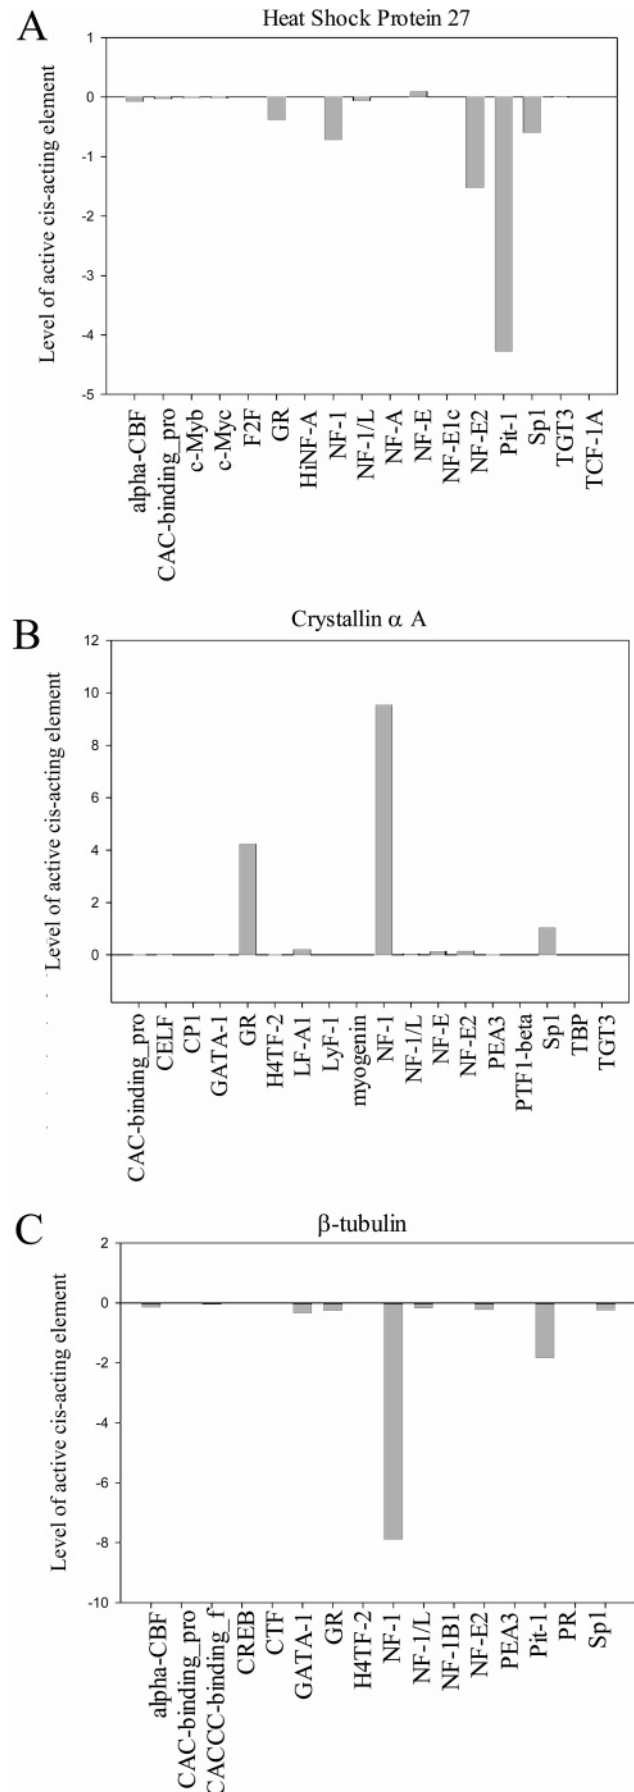 A
Heat Shock Protein 27
Level of active cis-acting element
1
0
-1
-2
-3
-4
-5
alpha-CBF
CAC-binding_pro
c-Myb
c-Myc
F2F
GR
HiNF-A
NF-1
NF-1/L
NF-A
NF-E
NF-E1c
NF-E2
Pit-1
Sp1
TGT3
TCF-1A
B
Crystallin α A
Level of active cis-acting element
12
10
8
6
4
2
0
CAC-binding_pro
CELF
CP1
GATA-1
GR
H4TF-2
LF-A1
LyF-1
myogenin
NF-1
NF-1/L
NF-E
NF-E2
PEA3
PTF1-beta
Sp1
TBP
TGT3
C
β-tubulin
Level of active cis-acting element
2
0
-2
-4
-6
-8
-10
alpha-CBF
CAC-binding_pro
CACCC-binding_f
CREB
CTF
GATA-1
GR
H4TF-2
NF-1
NF-1/L
NF-1B1
NF-E2
PEA3
Pit-1
PR
Sp1